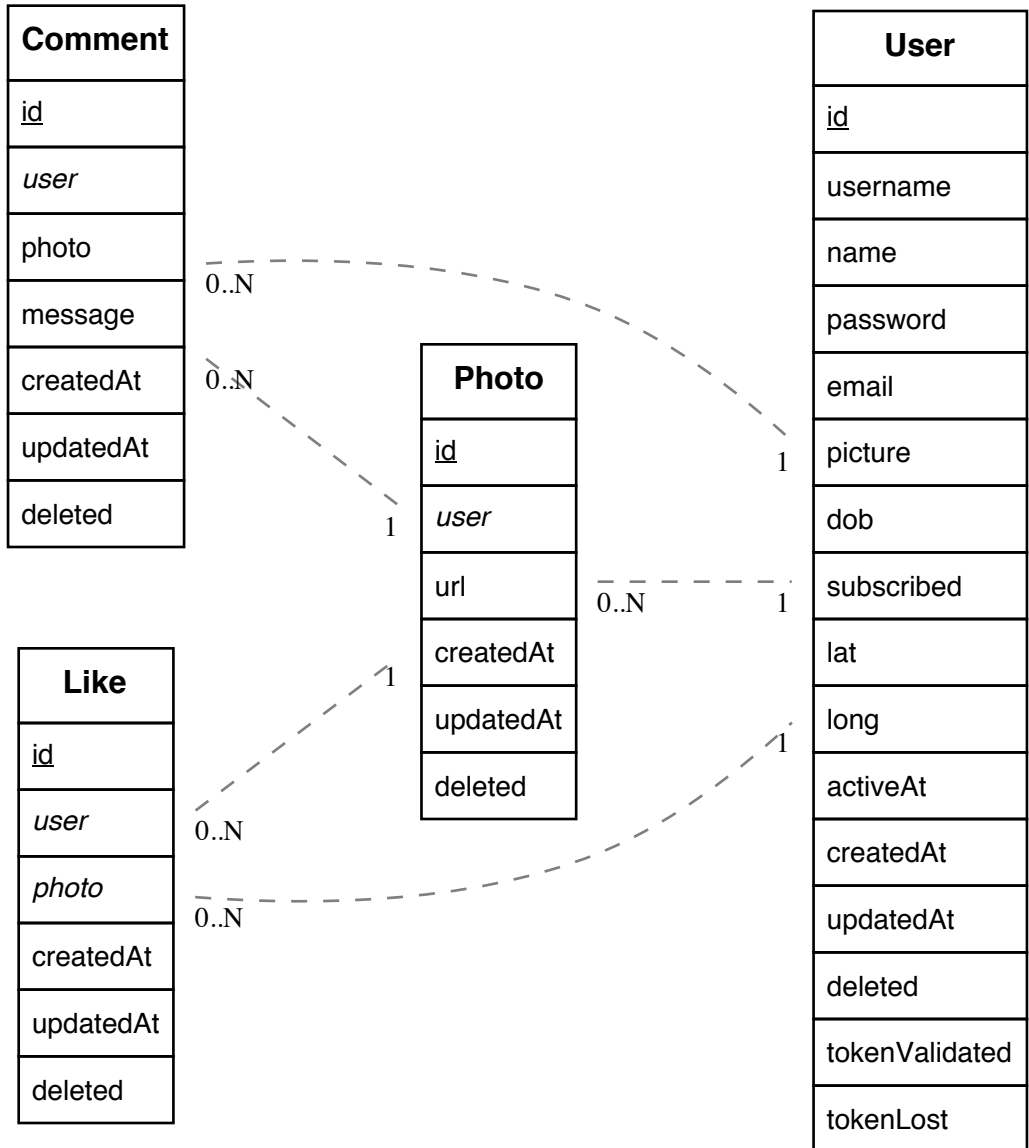 Comment
id
user
photo
message
createdAt
updatedAt
deleted
0..N
0..N
1
1
Photo
id
user
url
createdAt
updatedAt
deleted
0..N
1
1
1
Like
id
user
photo
createdAt
updatedAt
deleted
0..N
0..N
User
id
username
name
password
email
picture
dob
subscribed
lat
long
activeAt
createdAt
updatedAt
deleted
tokenValidated
tokenLost